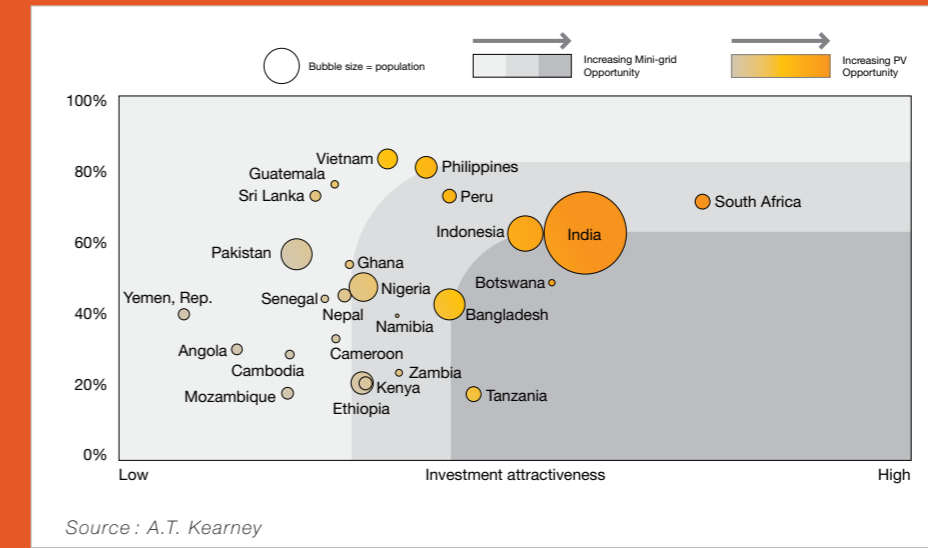 Bubble size = population
Increasing Mini-grid
Opportunity
Increasing PV
Opportunity
100%
80%
60%
40%
20%
0%
Vietnam
Philippines
Guatemala
Sri Lanka
Peru
South Africa
Indonesia
India
Pakistan
Ghana
Botswana
Nigeria
Yemen, Rep.
Senegal
Nepal
Bangladesh
Namibia
Angola
Cameroon
Cambodia
Zambia
Kenya
Mozambique
Tanzania
Ethiopia
Low
Investment attractiveness
High
Source : A.T. Kearney